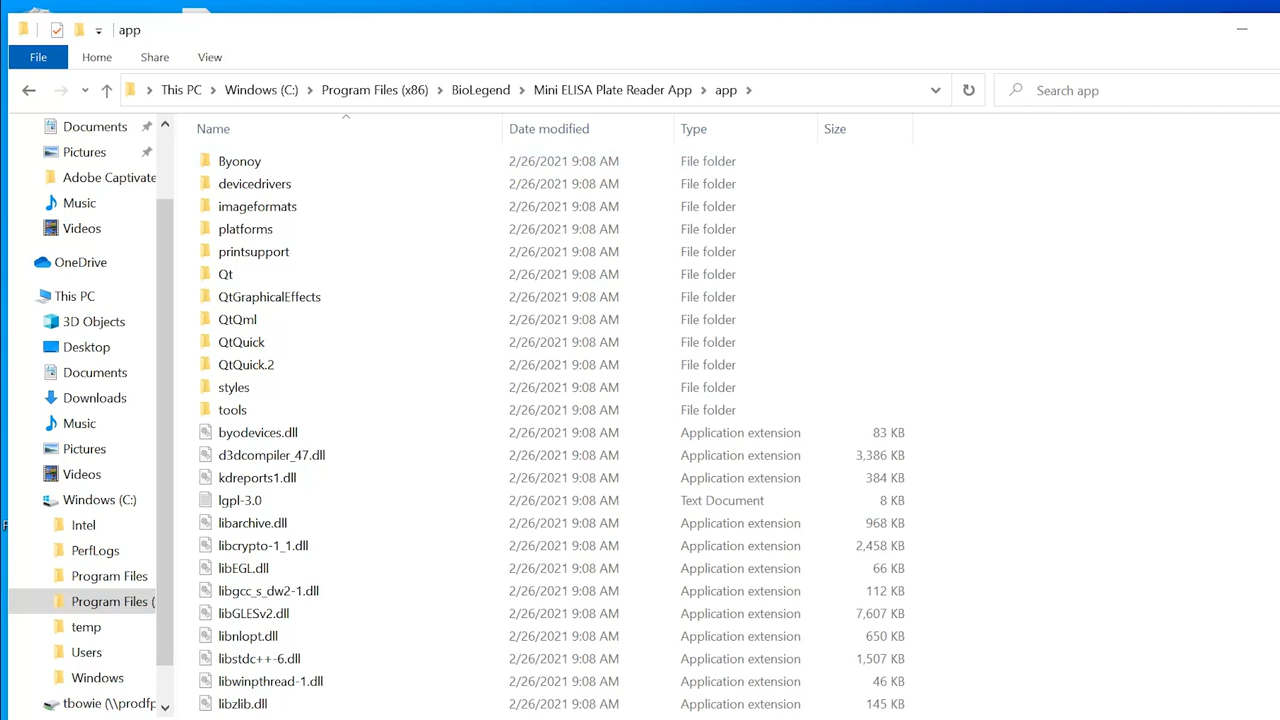 app
File Home Share View
This PC Windows (C:) Program Files (x86) BioLegend Mini ELISA Plate Reader App app Search app
Documents
Pictures
Adobe Captivate
Music
Videos
OneDrive
This PC
3D Objects
Desktop
Documents
Downloads
Music
Pictures
Videos
Windows (C:)
Intel
PerfLogs
Program Files
Program Files (
temp
Users
Windows
tbowie (\\prodfp
Name Date modified Type Size
Byonoy 2/26/2021 9:08 AM File folder
devicedrivers 2/26/2021 9:08 AM File folder
imageformats 2/26/2021 9:08 AM File folder
platforms 2/26/2021 9:08 AM File folder
printsupport 2/26/2021 9:08 AM File folder
Qt 2/26/2021 9:08 AM File folder
QtGraphicalEffects 2/26/2021 9:08 AM File folder
QtQml 2/26/2021 9:08 AM File folder
QtQuick 2/26/2021 9:08 AM File folder
QtQuick.2 2/26/2021 9:08 AM File folder
styles 2/26/2021 9:08 AM File folder
tools 2/26/2021 9:08 AM File folder
byodevices.dll 2/26/2021 9:08 AM Application extension 83 KB
d3dcompiler_47.dll 2/26/2021 9:08 AM Application extension 3,386 KB
kdreports1.dll 2/26/2021 9:08 AM Application extension 384 KB
lgpl-3.0 2/26/2021 9:08 AM Text Document 8 KB
libarchive.dll 2/26/2021 9:08 AM Application extension 968 KB
libcrypto-1_1.dll 2/26/2021 9:08 AM Application extension 2,458 KB
libEGL.dll 2/26/2021 9:08 AM Application extension 66 KB
libgcc_s_dw2-1.dll 2/26/2021 9:08 AM Application extension 112 KB
libGLESv2.dll 2/26/2021 9:08 AM Application extension 7,607 KB
libnlopt.dll 2/26/2021 9:08 AM Application extension 650 KB
libstdc++-6.dll 2/26/2021 9:08 AM Application extension 1,507 KB
libwinpthread-1.dll 2/26/2021 9:08 AM Application extension 46 KB
libzlib.dll 2/26/2021 9:08 AM Application extension 145 KB